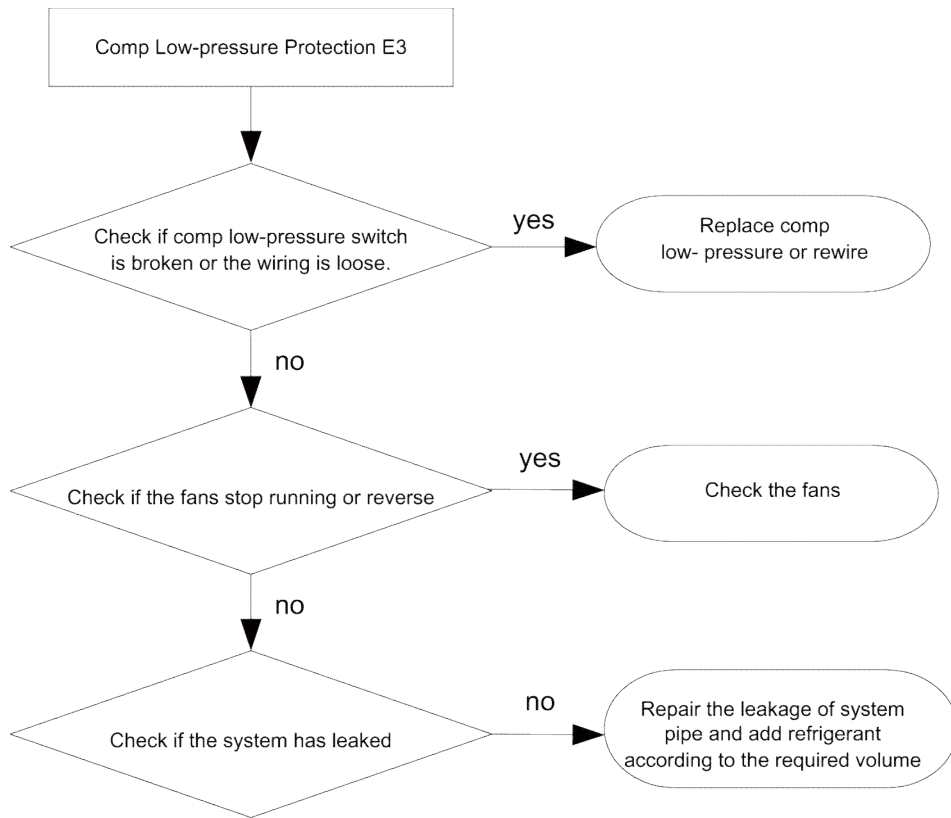 Comp Low-pressure Protection E3
Check if comp low-pressure switch
is broken or the wiring is loose.
yes
Replace comp
low- pressure or rewire
no
Check if the fans stop running or reverse
yes
Check the fans
no
Check if the system has leaked
no
Repair the leakage of system
pipe and add refrigerant
according to the required volume